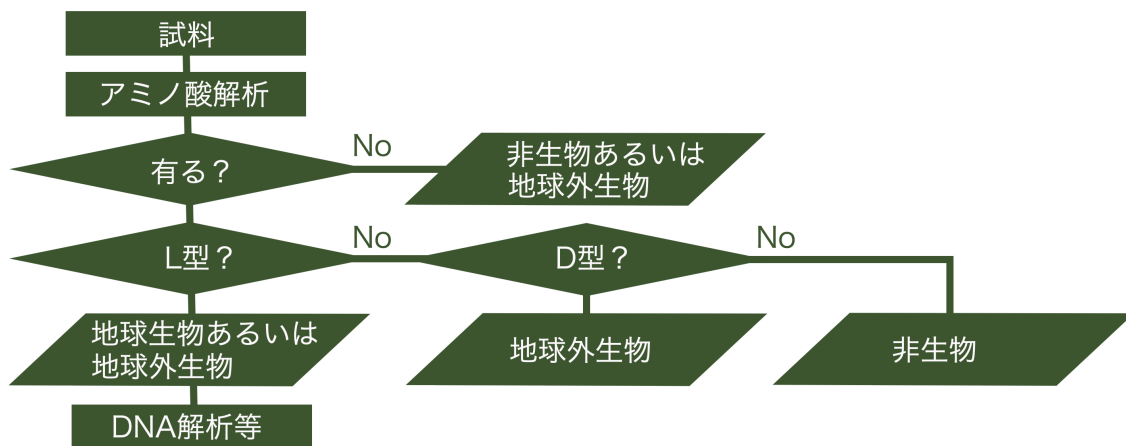 試料
アミノ酸解析
有る？
No
非生物あるいは
地球外生物
L型？
No
D型？
No
地球生物あるいは
地球外生物
地球外生物
非生物
DNA解析等